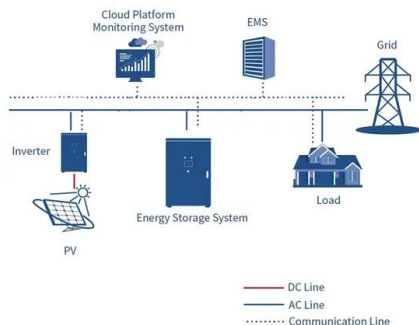 Cloud Platform
Monitoring System
EMS
Grid
Inverter
Energy Storage System
Load
PV
DC Line
AC Line
Communication Line